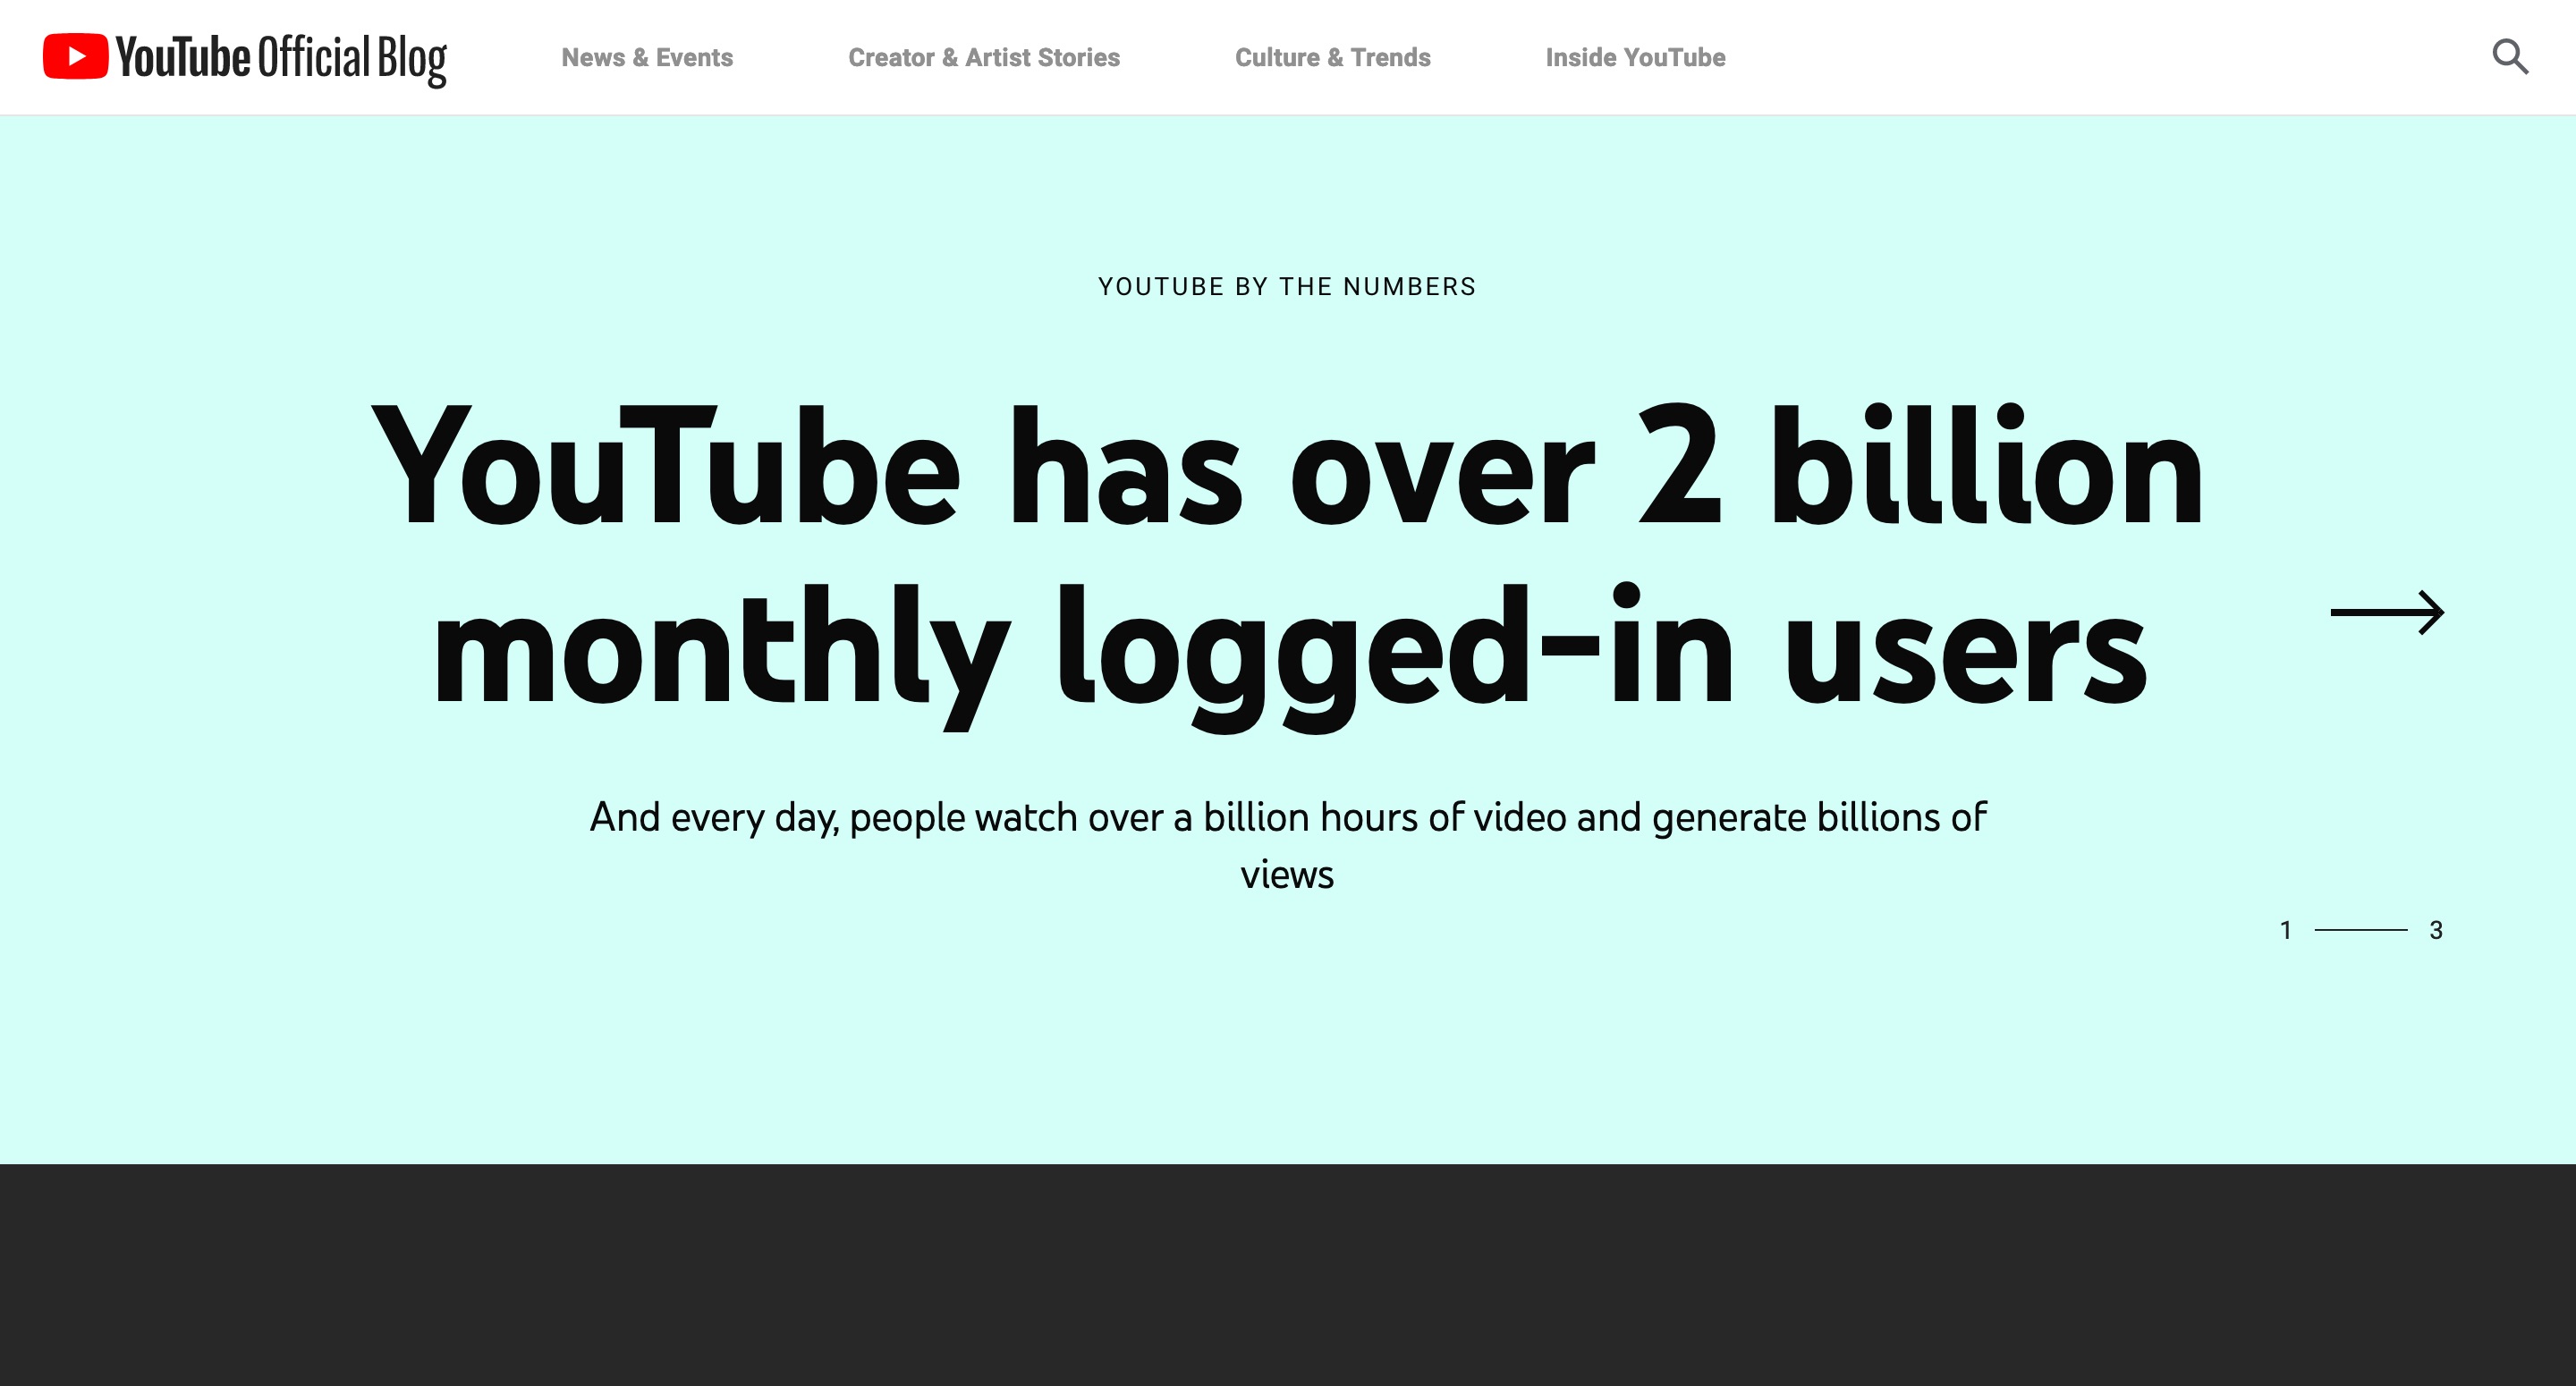 YouTube Official Blog
News & Events
Creator & Artist Stories
Culture & Trends
Inside YouTube
YOUTUBE BY THE NUMBERS
YouTube has over 2 billion
monthly logged-in users
And every day, people watch over a billion hours of video and generate billions of
views
1
3